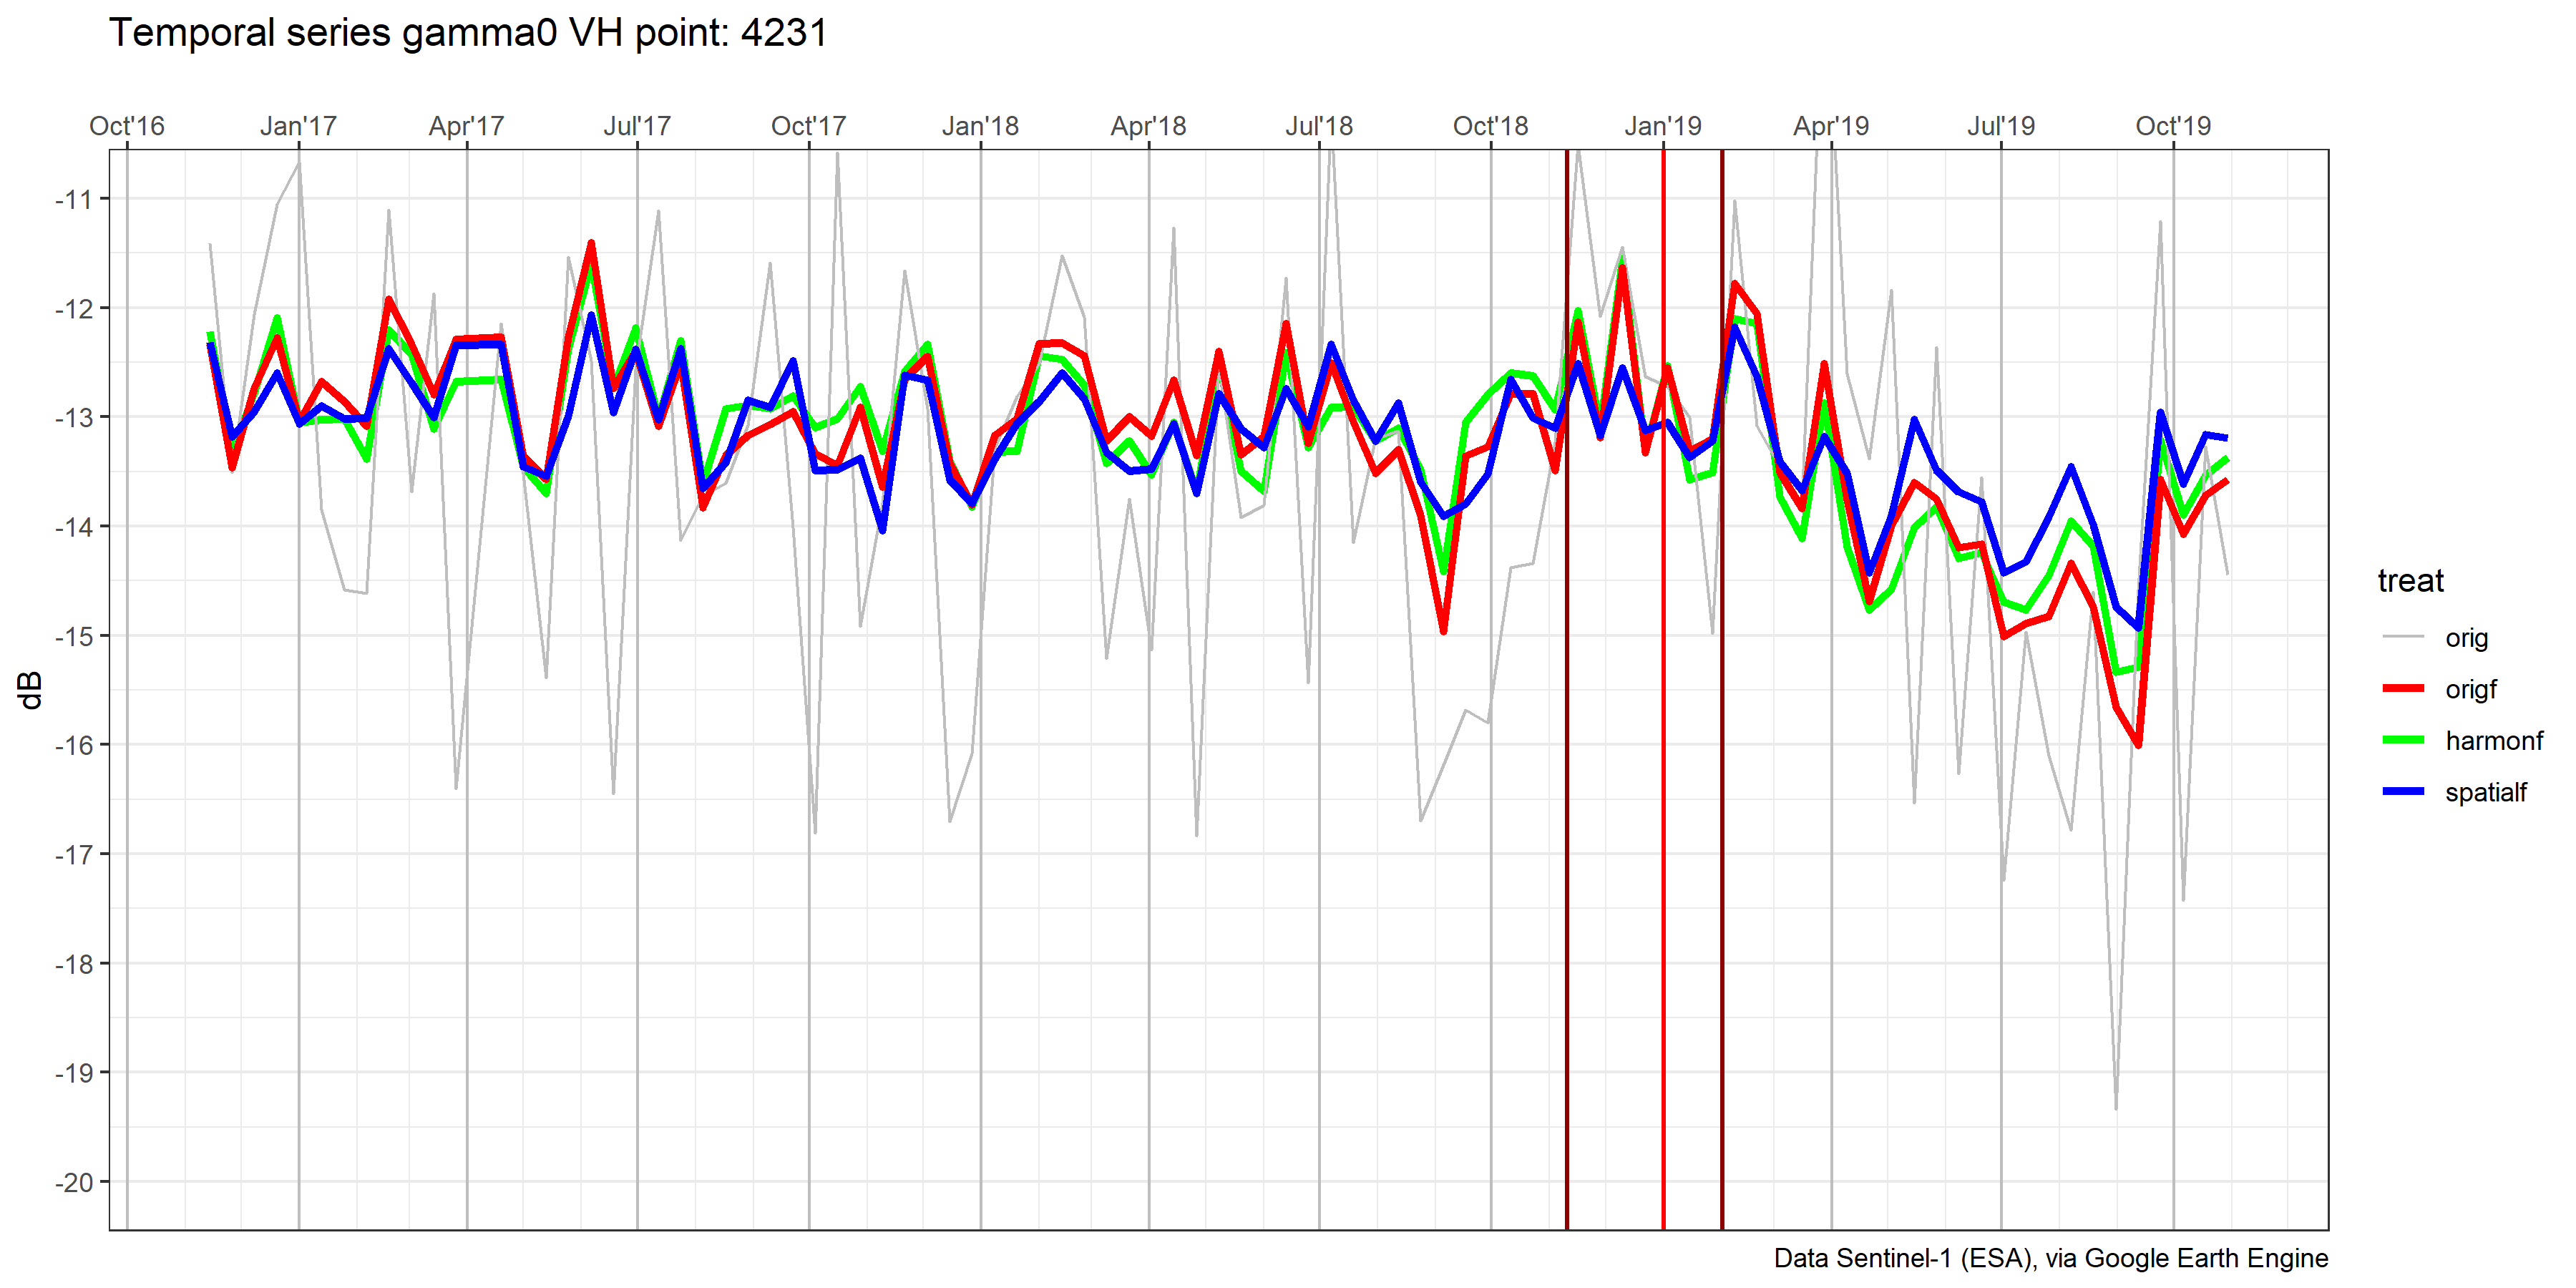 Temporal series gamma0 VH point: 4231
Oct'16 Jan'17 Apr'17 Jul'17 Oct'17 Jan'18 Apr'18 Jul'18 Oct'18 Jan'19 Apr'19 Jul'19 Oct'19
-11
-12
-13
-14
-15
-16
-17
-18
-19
-20
dB
treat
orig
origf
harmonf
spatialf
Data Sentinel-1 (ESA), via Google Earth Engine